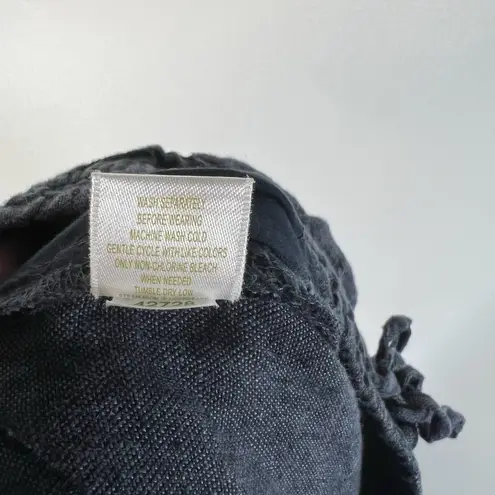 WASH SEPARATELY
BEFORE WEARING
MACHINE WASH COLD
GENTLE CYCLE WITH LIKE COLORS
ONLY NON-CHLORINE BLEACH
WHEN NEEDED
TUMBLE DRY LOW